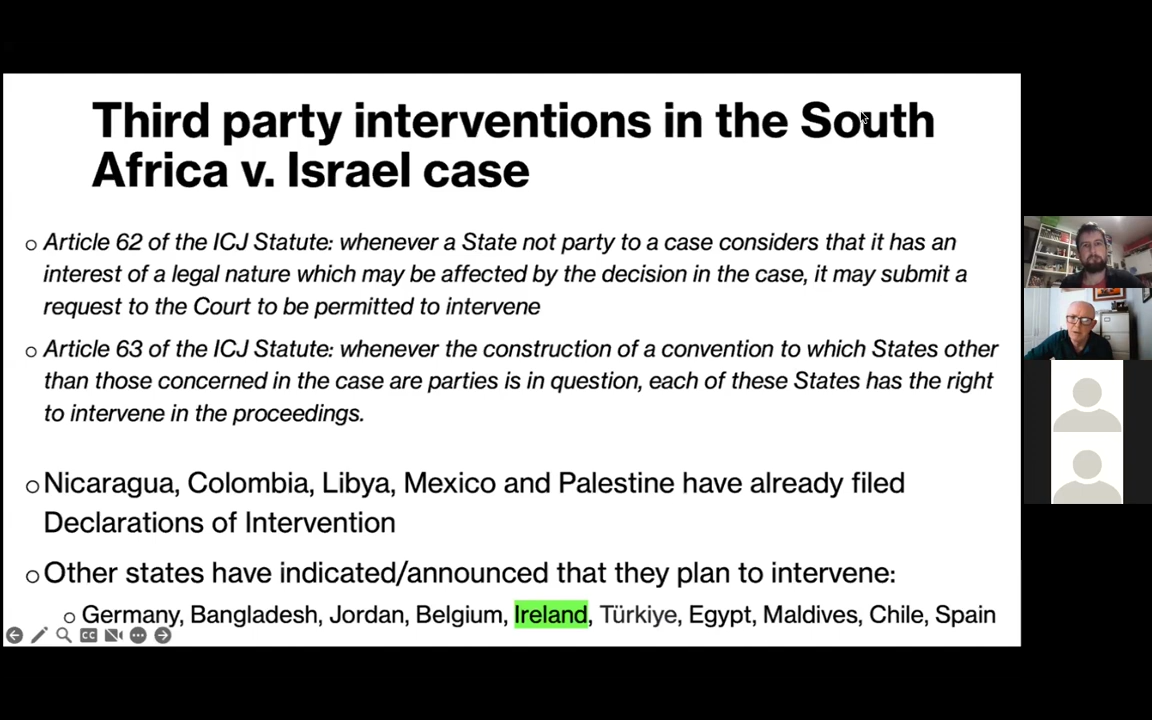 Third party interventions in the South
Africa v. Israel case
Article 62 of the ICJ Statute: whenever a State not party to a case considers that it has an
interest of a legal nature which may be affected by the decision in the case, it may submit a
request to the Court to be permitted to intervene
Article 63 of the ICJ Statute: whenever the construction of a convention to which States other
than those concerned in the case are parties is in question, each of these States has the right
to intervene in the proceedings.
Nicaragua, Colombia, Libya, Mexico and Palestine have already filed
Declarations of Intervention
Other states have indicated/announced that they plan to intervene:
Germany, Bangladesh, Jordan, Belgium, Ireland, Türkiye, Egypt, Maldives, Chile, Spain
CC